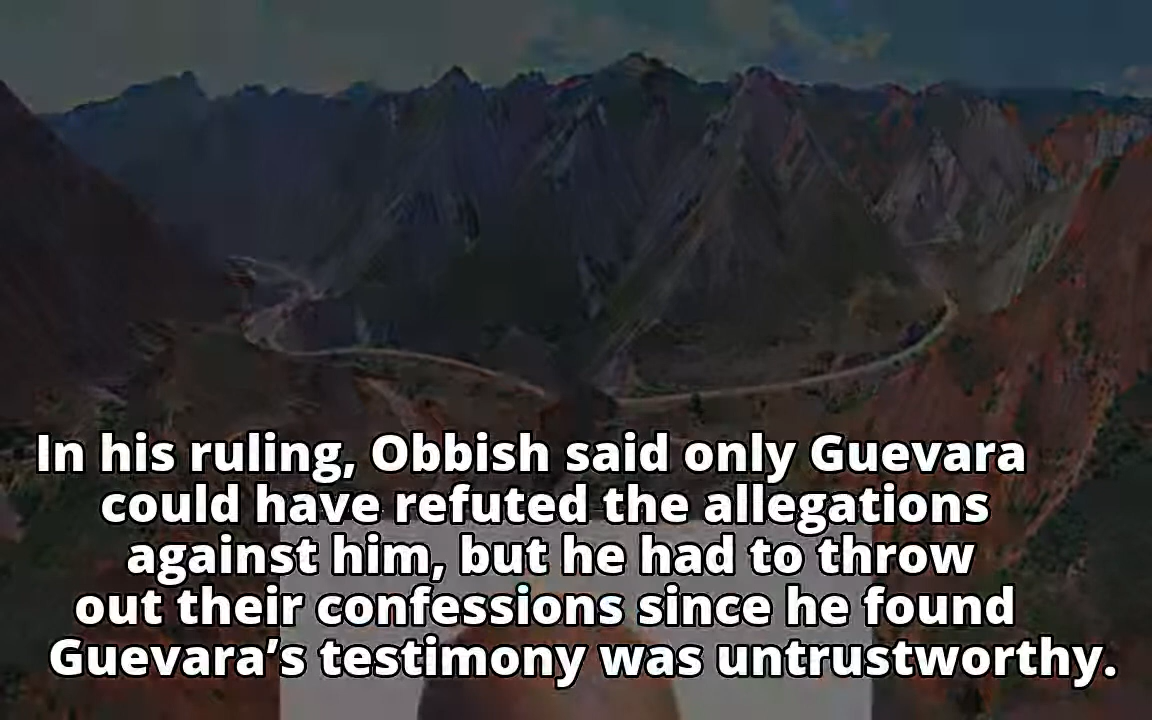 In his ruling, Obbish said only Guevara
could have refuted the allegations
against him, but he had to throw
out their confessions since he found
Guevara’s testimony was untrustworthy.